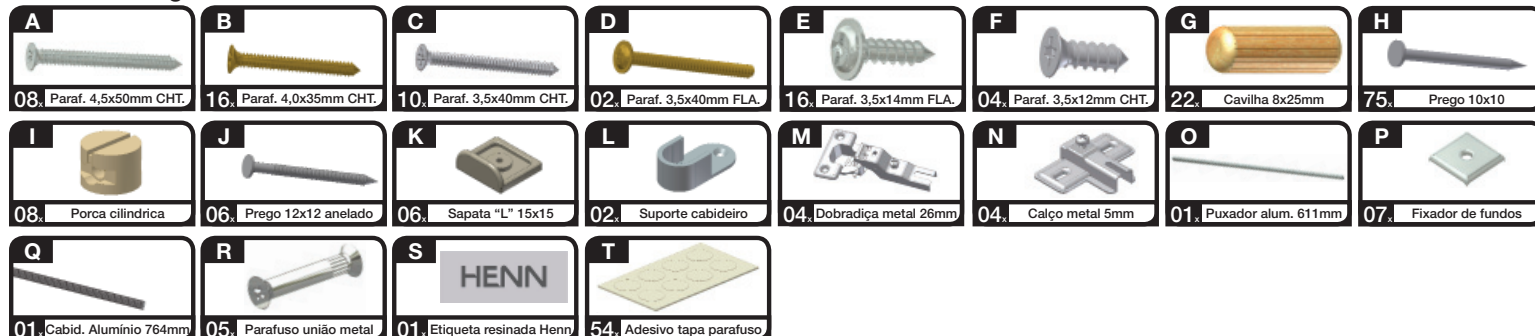 A
08x Paraf. 4,5x50mm CHT.
B
16x Paraf. 4,0x35mm CHT.
C
10x Paraf. 3,5x40mm CHT.
D
02x Paraf. 3,5x40mm FLA.
E
16x Paraf. 3,5x14mm FLA.
F
04x Paraf. 3,5x12mm CHT.
G
22x Cavilha 8x25mm
H
75x Prego 10x10
I
08x Porca cilindrica
J
06x Prego 12x12 anelado
K
06x Sapata “L” 15x15
L
02x Suporte cabideiro
M
04x Dobradiça metal 26mm
N
04x Calço metal 5mm
O
01x Puxador alum. 611mm
P
07x Fixador de fundos
Q
01x Cabid. Alumínio 764mm
R
05x Parafuso união metal
S
HENN
01x Etiqueta resinada Henn
T
54x Adesivo tapa parafuso